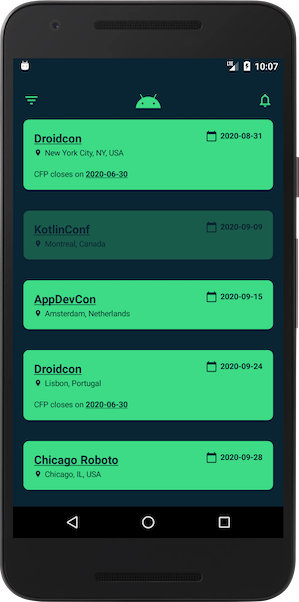 LTE 10:07
Droidcon 2020-08-31
New York City, NY, USA
CFP closes on 2020-06-30
KotlinConf 2020-09-09
Montreal, Canada
AppDevCon 2020-09-15
Amsterdam, Netherlands
Droidcon 2020-09-24
Lisbon, Portugal
CFP closes on 2020-06-30
Chicago Roboto 2020-09-28
Chicago, IL, USA